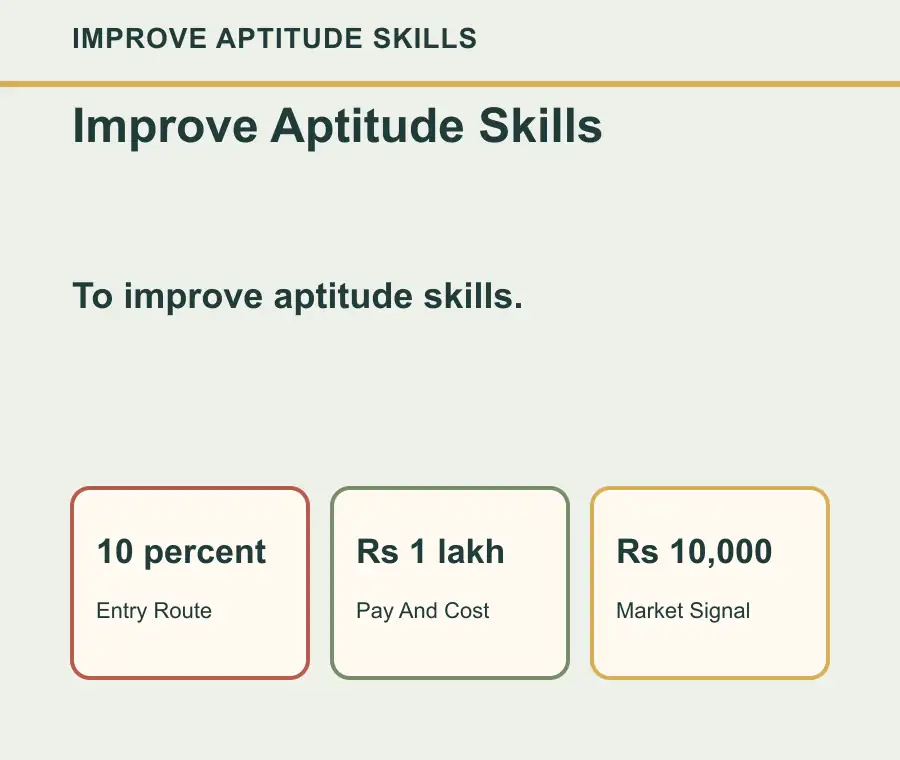 IMPROVE APTITUDE SKILLS
Improve Aptitude Skills
To improve aptitude skills.
10 percent
Entry Route
Rs 1 lakh
Pay And Cost
Rs 10,000
Market Signal